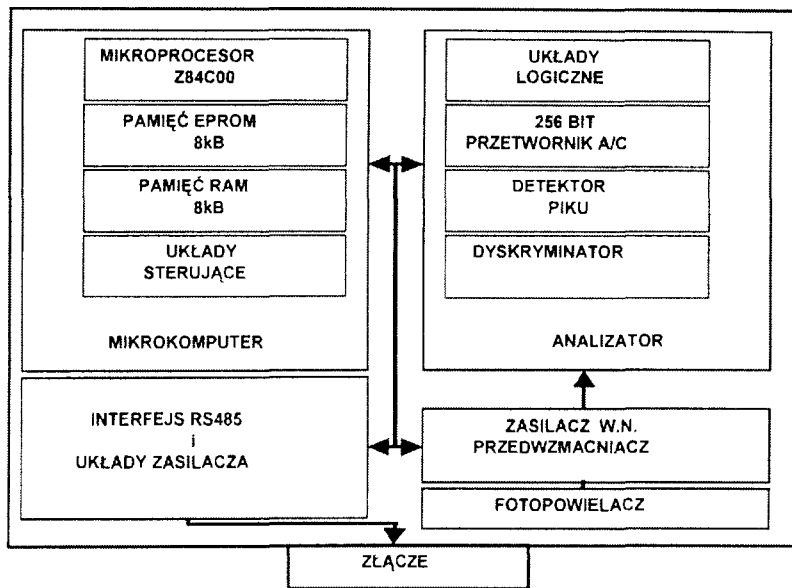 MIKROPROCESOR
Z84C00
PAMIĘĆ EPROM
8kB
PAMIĘĆ RAM
8kB
UKŁADY
STERUJĄCE
MIKROKOMPUTER
UKŁADY
LOGICZNE
256 BIT
PRZETWORNIK A/C
DETEKTOR
PIKU
DYSKRYMINATOR
ANALIZATOR
INTERFEJS RS485
i
UKŁADY ZASILACZA
ZASILACZ W.N.
PRZEDWZMACNIACZ
FOTOPOWIELACZ
ZŁĄCZE